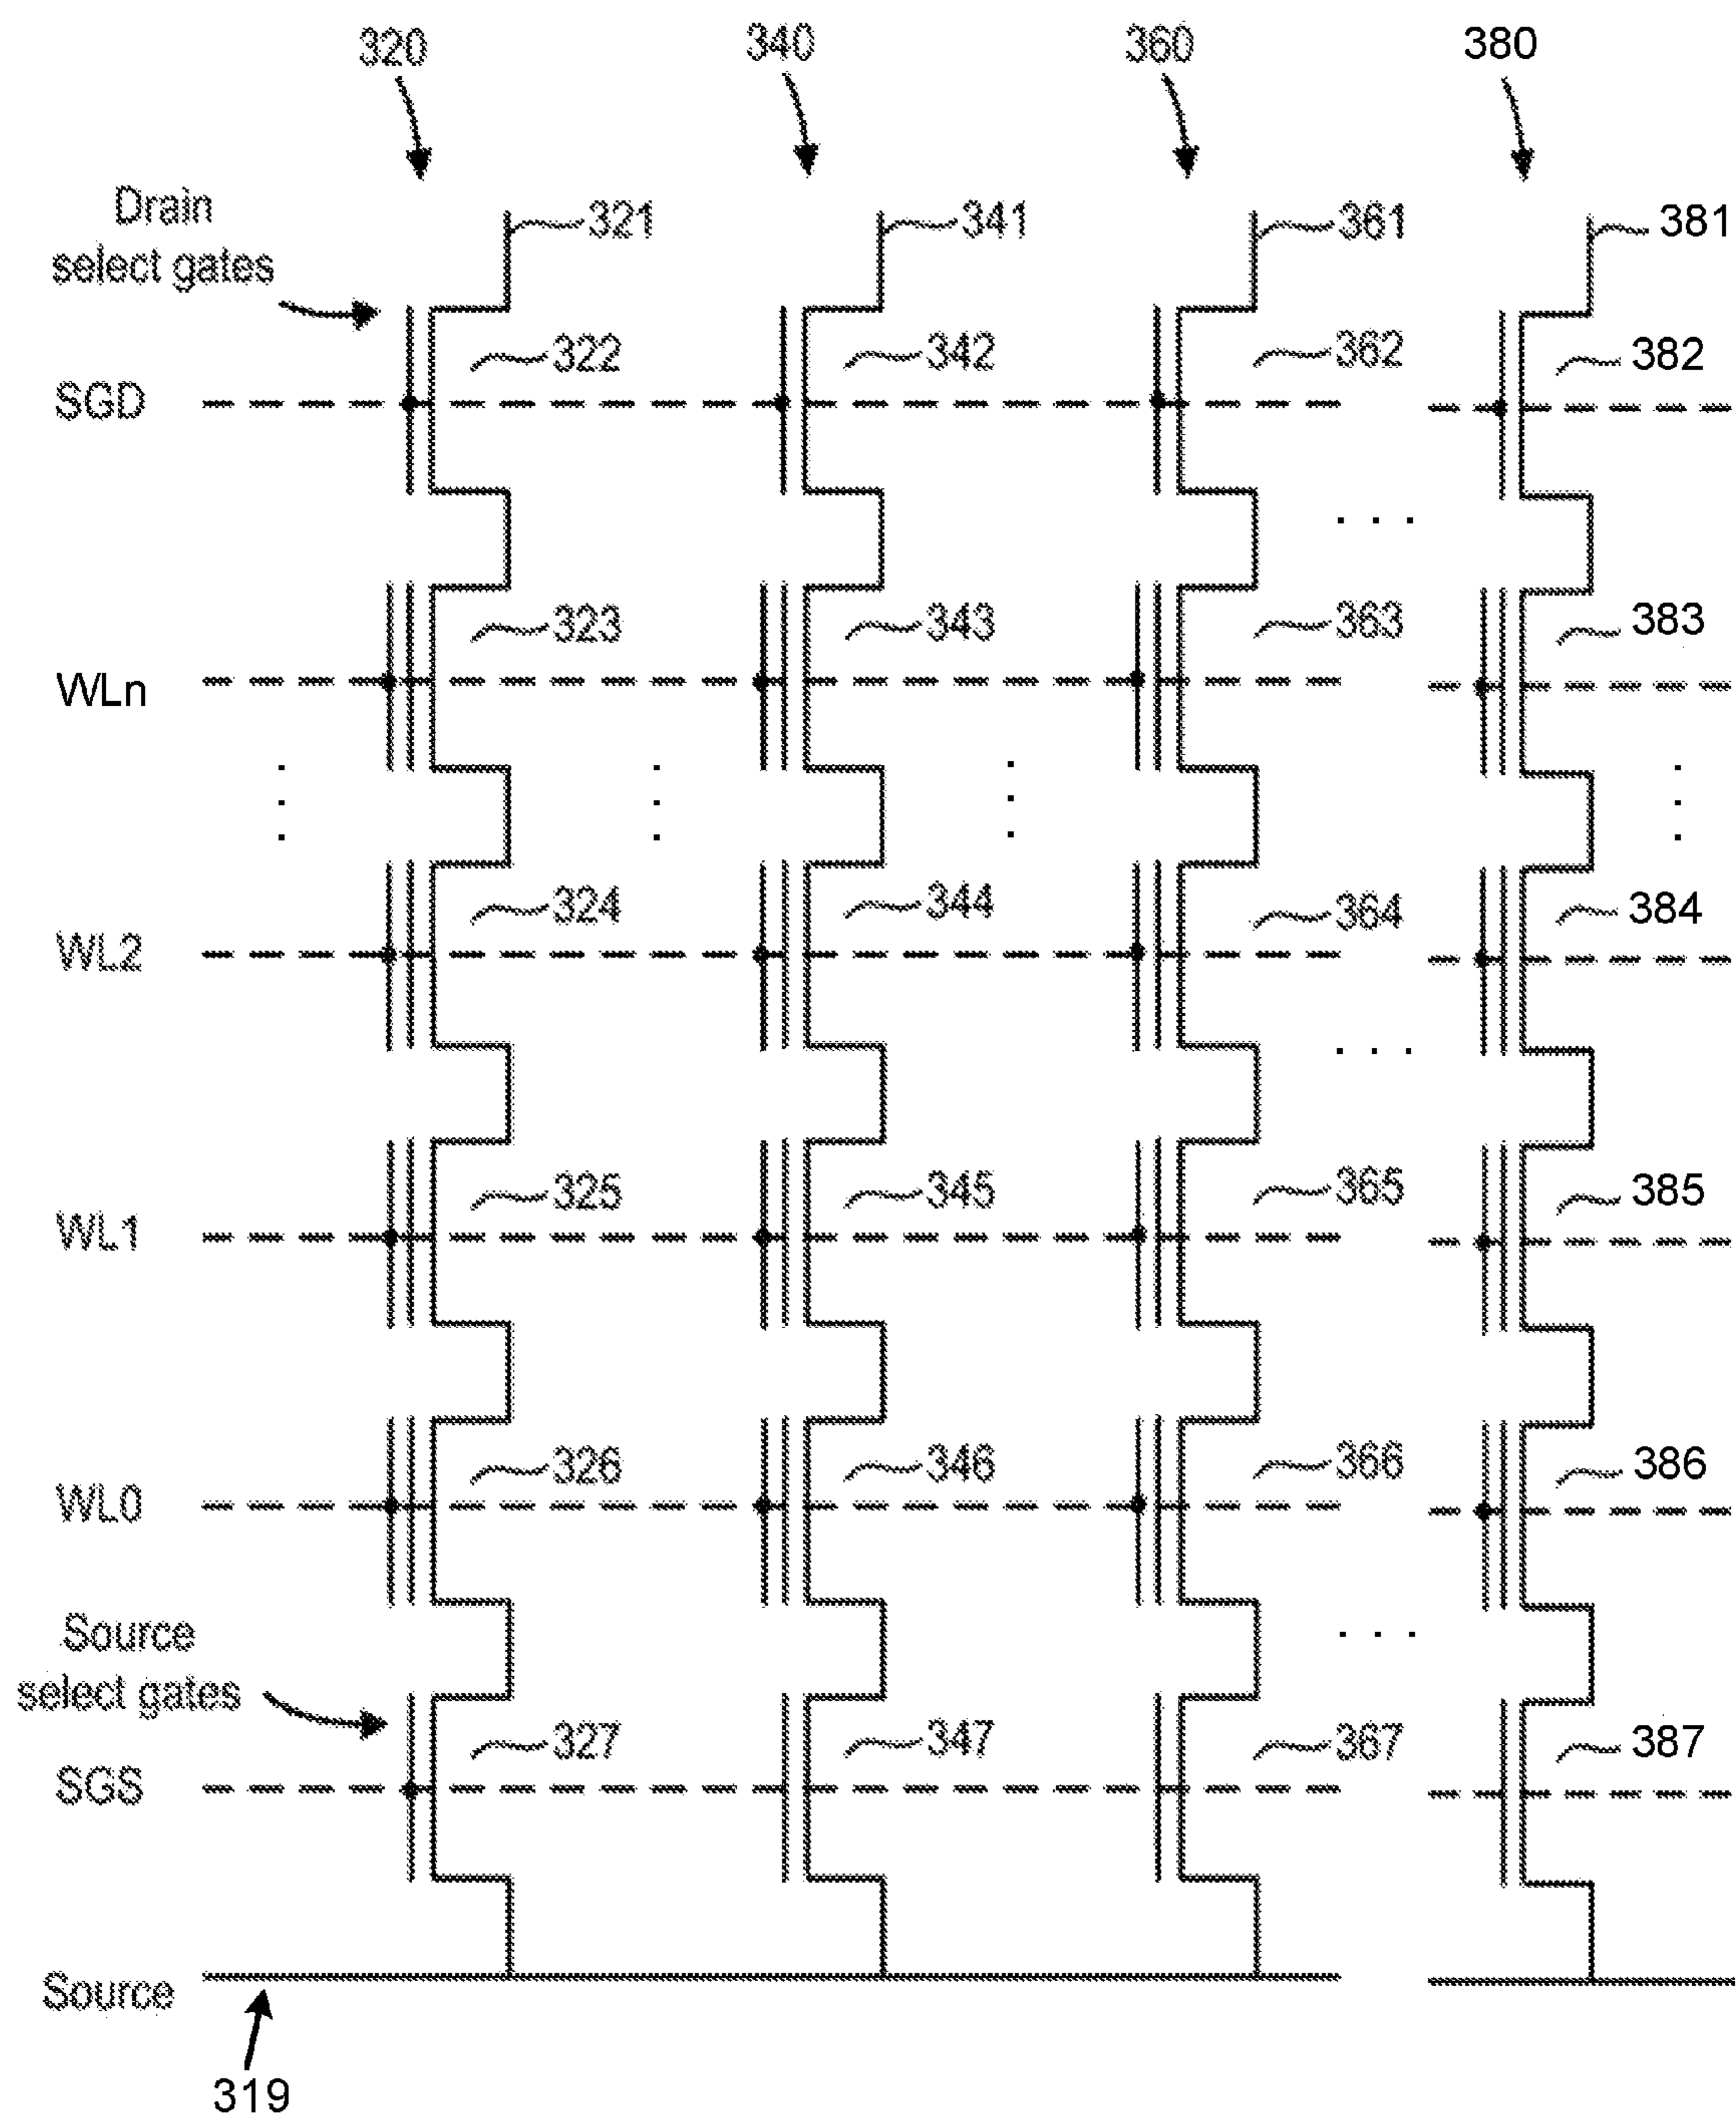 320 340 360 380
Drain
select gates
321 341 361 381
322 342 362 382
SGD
323 343 363 383
WLn
324 344 364 384
WL2
325 345 365 385
WL1
326 346 366 386
WL0
Source
select gates
327 347 367 387
SGS
Source
319